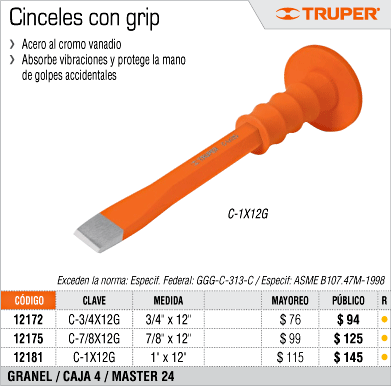 Cinceles con grip
TRUPER®
❯ Acero al cromo vanadio
❯ Absorbe vibraciones y protege la mano
de golpes accidentales
C-1X12G
Exceden la norma: Especif. Federal: GGG-C-313-C / Especif: ASME B107.47M-1998
CÓDIGO CLAVE MEDIDA MAYOREO PÚBLICO R
12172 C-3/4X12G 3/4" x 12" $ 76 $ 94
12175 C-7/8X12G 7/8" x 12" $ 99 $ 125
12181 C-1X12G 1" x 12" $ 115 $ 145
GRANEL / CAJA 4 / MASTER 24